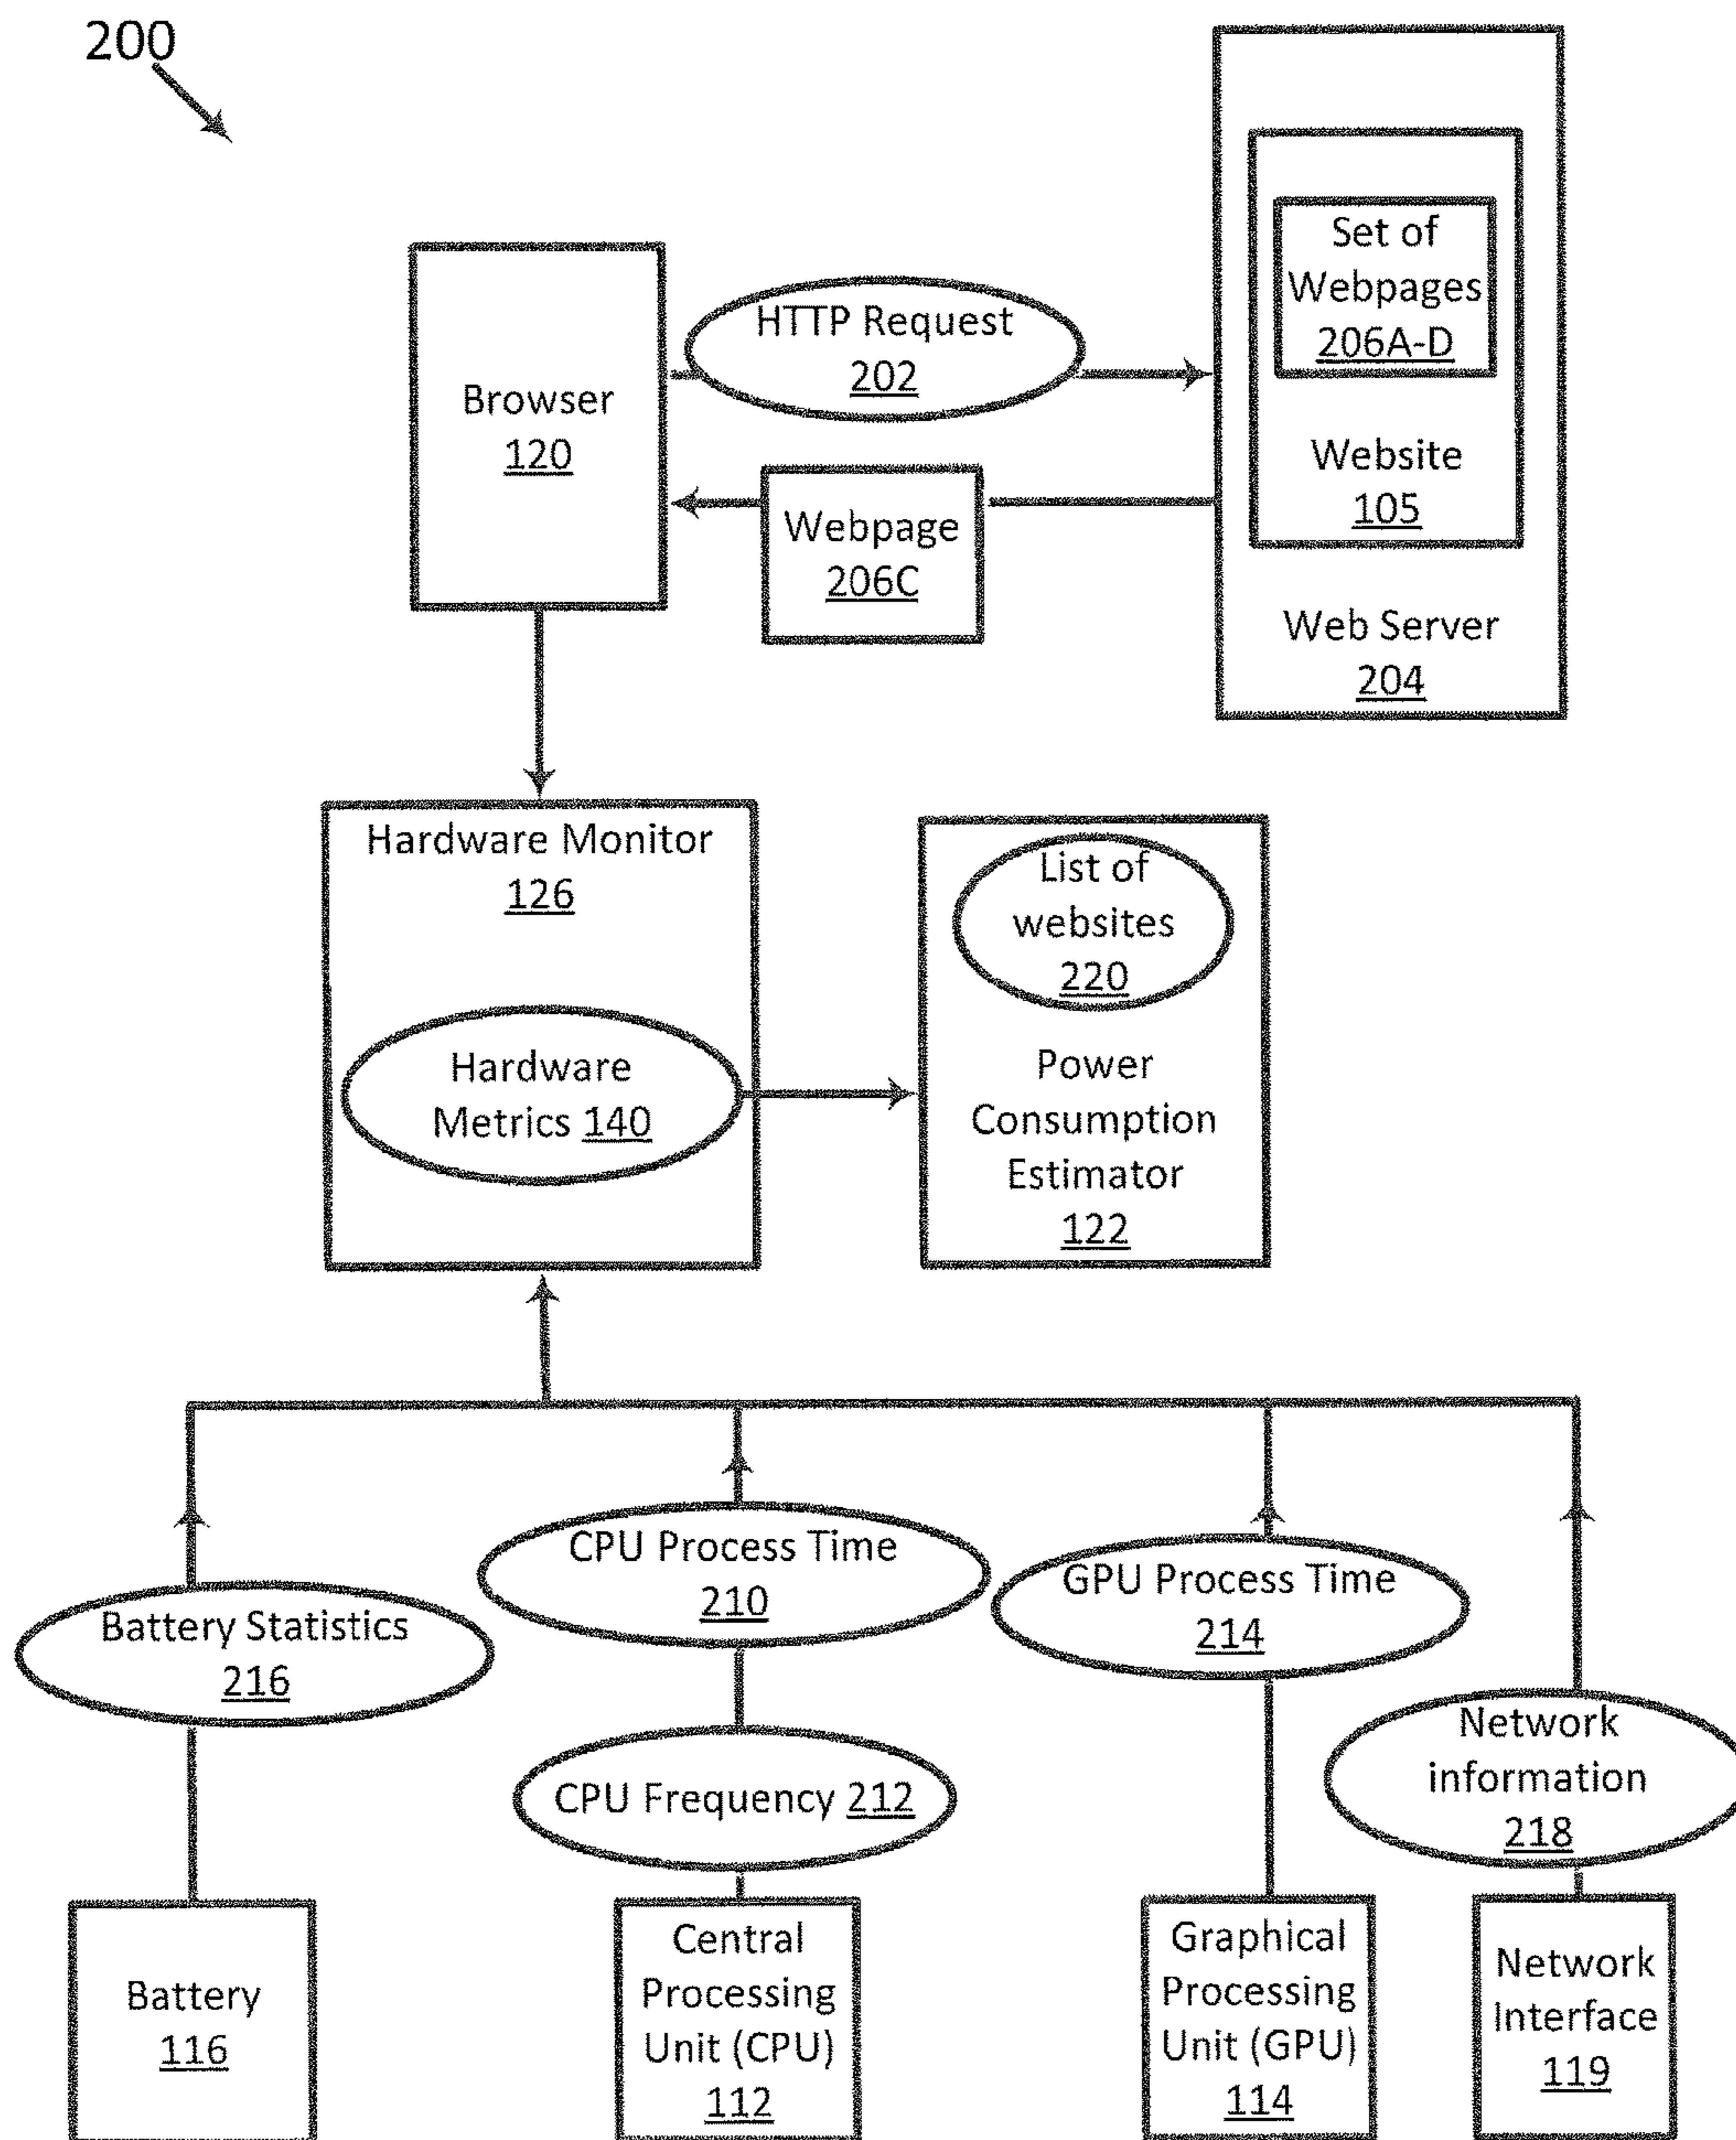 200
Set of
Webpages
206A-D
Website
105
Web Server
204
HTTP Request
202
Browser
120
Webpage
206C
Hardware Monitor
126
Hardware
Metrics 140
List of
websites
220
Power
Consumption
Estimator
122
Battery Statistics
216
CPU Process Time
210
GPU Process Time
214
CPU Frequency 212
Network
information
218
Battery
116
Central
Processing
Unit (CPU)
112
Graphical
Processing
Unit (GPU)
114
Network
Interface
119